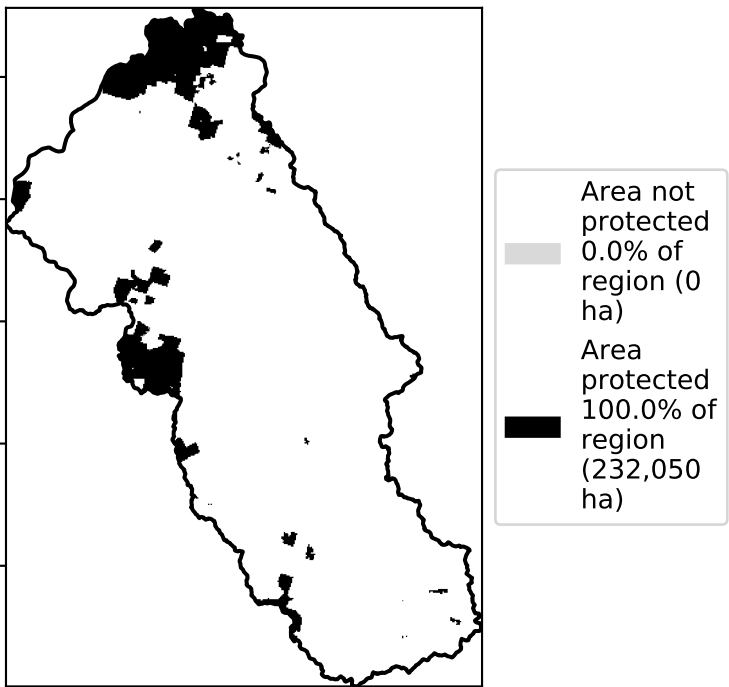 Area not
protected
0.0% of
region (0
ha)
Area
protected
100.0% of
region
(232,050
ha)